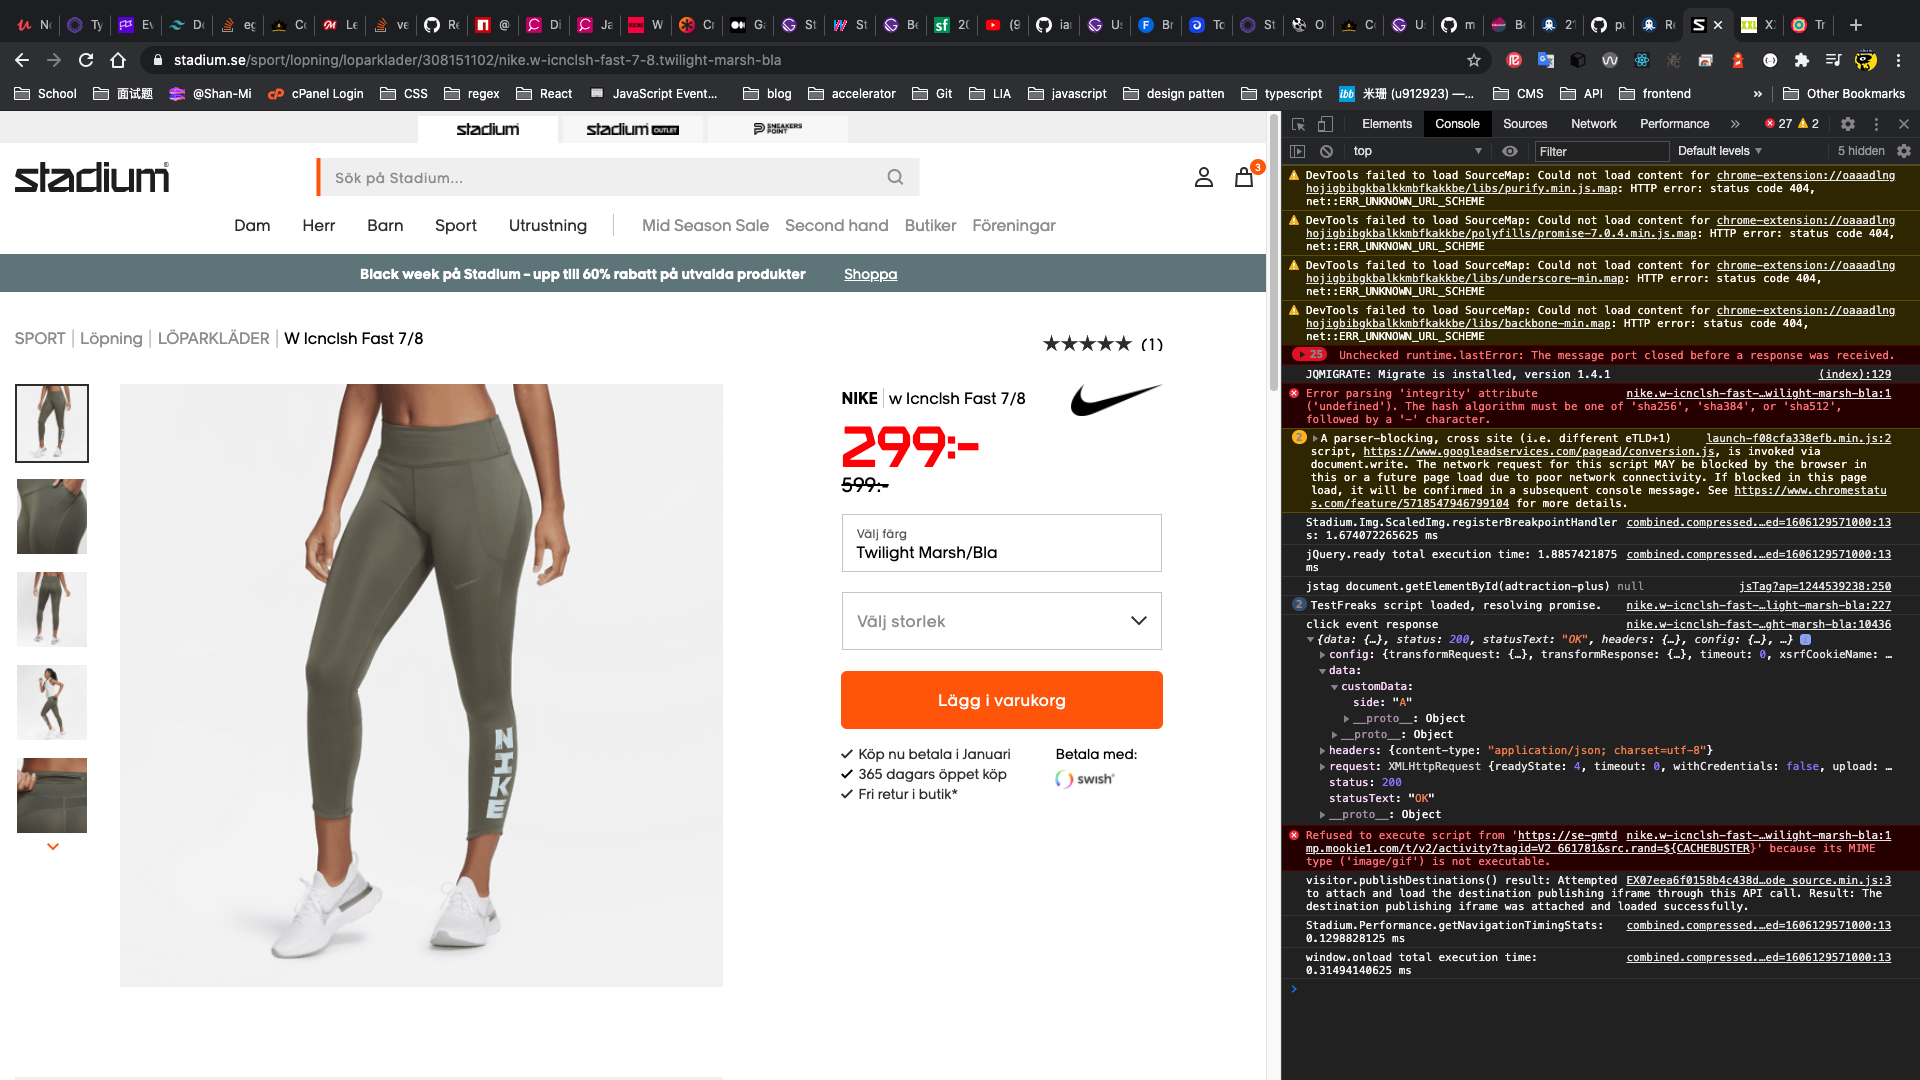 stadium.se/sport/lopning/loparklader/308151102/nike.w-icnclsh-fast-7-8.twilight-marsh-bla
School
面试题
@Shan-Mi
cPanel Login
CSS
regex
React
JavaScript Event...
blog
accelerator
Git
LIA
javascript
design patten
typescript
米珊 (u912923) —...
CMS
API
frontend
»
Other Bookmarks
stadium
stadium OUTLET
SNEAKERS POINT
stadium
Sök på Stadium...
3
Dam
Herr
Barn
Sport
Utrustning
Mid Season Sale
Second hand
Butiker
Föreningar
Black week på Stadium - upp till 60% rabatt på utvalda produkter
Shoppa
SPORT | Löpning | LÖPARKLÄDER | W Icnclsh Fast 7/8
★★★★★ (1)
NIKE | w Icnclsh Fast 7/8
299:-
599:-
Välj färg
Twilight Marsh/Bla
Välj storlek
Lägg i varukorg
Köp nu betala i Januari
365 dagars öppet köp
Fri retur i butik*
Betala med:
swish
NIKE
Elements
Console
Sources
Network
Performance
»
27
2
top
Filter
Default levels
5 hidden
DevTools failed to load SourceMap: Could not load content for chrome-extension://oaaadlng
hojigbibgkbalkkmbfkakkbe/libs/purify.min.js.map: HTTP error: status code 404,
net::ERR_UNKNOWN_URL_SCHEME
DevTools failed to load SourceMap: Could not load content for chrome-extension://oaaadlng
hojigbibgkbalkkmbfkakkbe/polyfills/promise-7.0.4.min.js.map: HTTP error: status code 404,
net::ERR_UNKNOWN_URL_SCHEME
DevTools failed to load SourceMap: Could not load content for chrome-extension://oaaadlng
hojigbibgkbalkkmbfkakkbe/libs/underscore-min.map: HTTP error: status code 404,
net::ERR_UNKNOWN_URL_SCHEME
DevTools failed to load SourceMap: Could not load content for chrome-extension://oaaadlng
hojigbibgkbalkkmbfkakkbe/libs/backbone-min.map: HTTP error: status code 404,
net::ERR_UNKNOWN_URL_SCHEME
25 Unchecked runtime.lastError: The message port closed before a response was received.
JQMIGRATE: Migrate is installed, version 1.4.1 (index):129
Error parsing 'integrity' attribute nike.w-icnclsh-fast-…wilight-marsh-bla:1
('undefined'). The hash algorithm must be one of 'sha256', 'sha384', or 'sha512',
followed by a '-' character.
2 A parser-blocking, cross site (i.e. different eTLD+1) launch-f08cfa338efb.min.js:2
script, https://www.googleadservices.com/pagead/conversion.js, is invoked via
document.write. The network request for this script MAY be blocked by the browser in
this or a future page load due to poor network connectivity. If blocked in this page
load, it will be confirmed in a subsequent console message. See https://www.chromestatu
s.com/feature/5718547946799104 for more details.
Stadium.Img.ScaledImg.registerBreakpointHandler combined.compressed.…ed=1606129571000:13
s: 1.674072265625 ms
jQuery.ready total execution time: 1.8857421875 combined.compressed.…ed=1606129571000:13
ms
jstag document.getElementById(adtraction-plus) null jsTag?ap=1244539238:250
2 TestFreaks script loaded, resolving promise. nike.w-icnclsh-fast-…light-marsh-bla:227
click event response nike.w-icnclsh-fast-…ght-marsh-bla:10436
{data: {…}, status: 200, statusText: "OK", headers: {…}, config: {…}, …}
config: {transformRequest: {…}, transformResponse: {…}, timeout: 0, xsrfCookieName: …
data:
customData:
side: "A"
__proto__: Object
__proto__: Object
headers: {content-type: "application/json; charset=utf-8"}
request: XMLHttpRequest {readyState: 4, timeout: 0, withCredentials: false, upload: …
status: 200
statusText: "OK"
__proto__: Object
Refused to execute script from 'https://se-gmtd nike.w-icnclsh-fast-…wilight-marsh-bla:1
mp.mookie1.com/t/v2/activity?tagid=V2_661781&src.rand=${CACHEBUSTER}' because its MIME
type ('image/gif') is not executable.
visitor.publishDestinations() result: Attempted EX07eea6f0158b4c438d…ode_source.min.js:3
to attach and load the destination publishing iframe through this API call. Result: The
destination publishing iframe was attached and loaded successfully.
Stadium.Performance.getNavigationTimingStats: combined.compressed.…ed=1606129571000:13
0.1298828125 ms
window.onload total execution time: combined.compressed.…ed=1606129571000:13
0.31494140625 ms